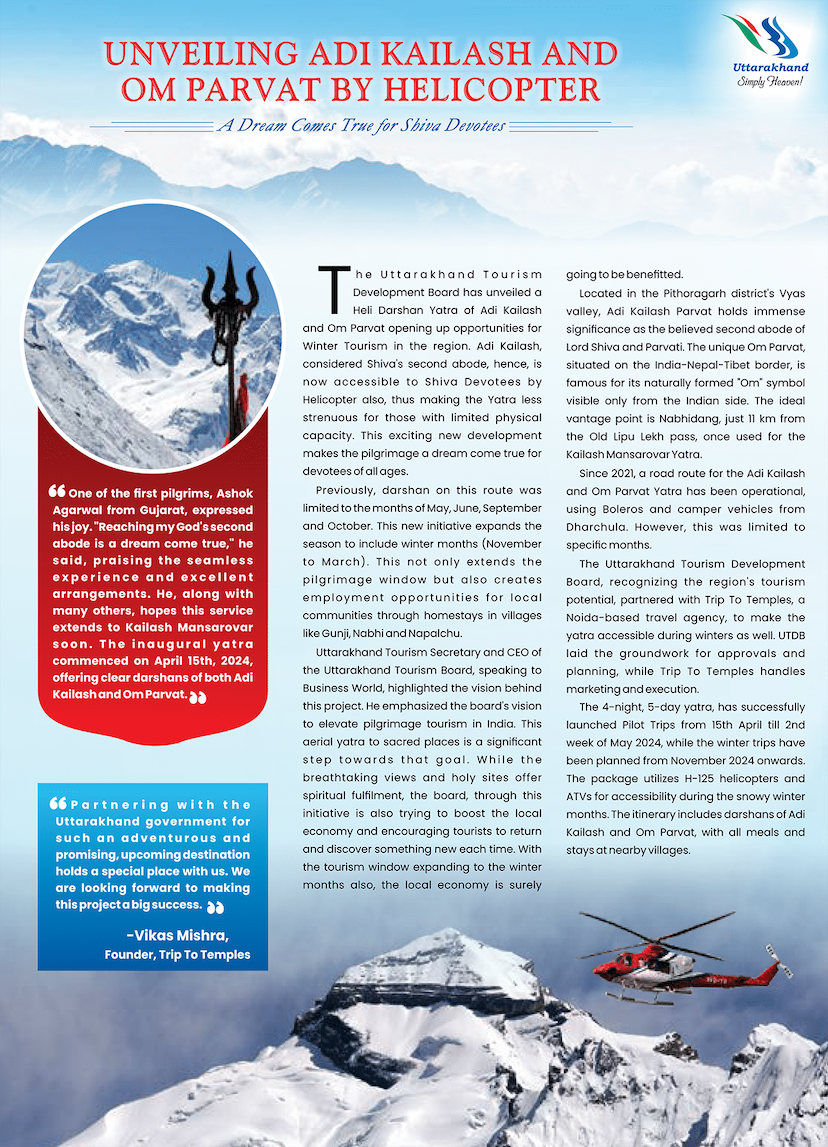 UNVEILING ADI KAILASH AND
OM PARVAT BY HELICOPTER
A Dream Comes True for Shiva Devotees
Uttarakhand
Simply Heaven!
“One of the first pilgrims, Ashok
Agarwal from Gujarat, expressed
his joy. "Reaching my God's second
abode is a dream come true," he
said, praising the seamless
experience and excellent
arrangements. He, along with
many others, hopes this service
extends to Kailash Mansarovar
soon. The inaugural yatra
commenced on April 15th, 2024,
offering clear darshans of both Adi
Kailash and Om Parvat.”
“Partnering with the
Uttarakhand government for
such an adventurous and
promising, upcoming destination
holds a special place with us. We
are looking forward to making
this project a big success. ”
-Vikas Mishra,
Founder, Trip To Temples
The Uttarakhand Tourism
Development Board has unveiled a
Heli Darshan Yatra of Adi Kailash
and Om Parvat opening up opportunities for
Winter Tourism in the region. Adi Kailash,
considered Shiva's second abode, hence, is
now accessible to Shiva Devotees by
Helicopter also, thus making the Yatra less
strenuous for those with limited physical
capacity. This exciting new development
makes the pilgrimage a dream come true for
devotees of all ages.
Previously, darshan on this route was
limited to the months of May, June, September
and October. This new initiative expands the
season to include winter months (November
to March). This not only extends the
pilgrimage window but also creates
employment opportunities for local
communities through homestays in villages
like Gunji, Nabhi and Napalchu.
Uttarakhand Tourism Secretary and CEO of
the Uttarakhand Tourism Board, speaking to
Business World, highlighted the vision behind
this project. He emphasized the board's vision
to elevate pilgrimage tourism in India. This
aerial yatra to sacred places is a significant
step towards that goal. While the
breathtaking views and holy sites offer
spiritual fulfilment, the board, through this
initiative is also trying to boost the local
economy and encouraging tourists to return
and discover something new each time. With
the tourism window expanding to the winter
months also, the local economy is surely
going to be benefitted.
Located in the Pithoragarh district's Vyas
valley, Adi Kailash Parvat holds immense
significance as the believed second abode of
Lord Shiva and Parvati. The unique Om Parvat,
situated on the India-Nepal-Tibet border, is
famous for its naturally formed "Om" symbol
visible only from the Indian side. The ideal
vantage point is Nabhidang, just 11 km from
the Old Lipu Lekh pass, once used for the
Kailash Mansarovar Yatra.
Since 2021, a road route for the Adi Kailash
and Om Parvat Yatra has been operational,
using Boleros and camper vehicles from
Dharchula. However, this was limited to
specific months.
The Uttarakhand Tourism Development
Board, recognizing the region's tourism
potential, partnered with Trip To Temples, a
Noida-based travel agency, to make the
yatra accessible during winters as well. UTDB
laid the groundwork for approvals and
planning, while Trip To Temples handles
marketing and execution.
The 4-night, 5-day yatra, has successfully
launched Pilot Trips from 15th April till 2nd
week of May 2024, while the winter trips have
been planned from November 2024 onwards.
The package utilizes H-125 helicopters and
ATVs for accessibility during the snowy winter
months. The itinerary includes darshans of Adi
Kailash and Om Parvat, with all meals and
stays at nearby villages.